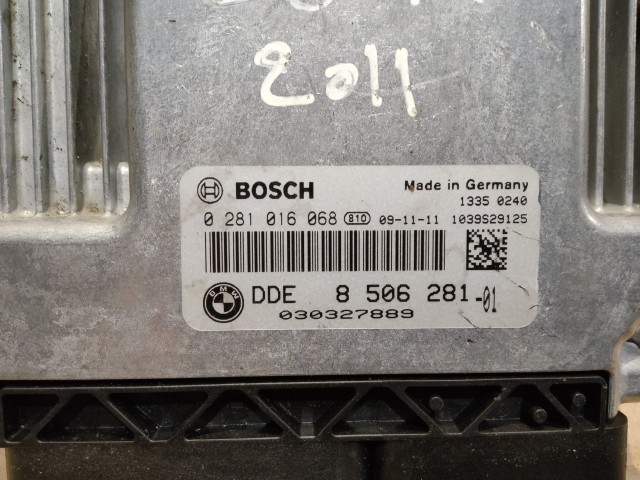 2011
BOSCH Made in Germany
1335 0240
0 281 016 068 810 09-11-11 1039S29125
BMW DDE 8 506 281-01
030327889